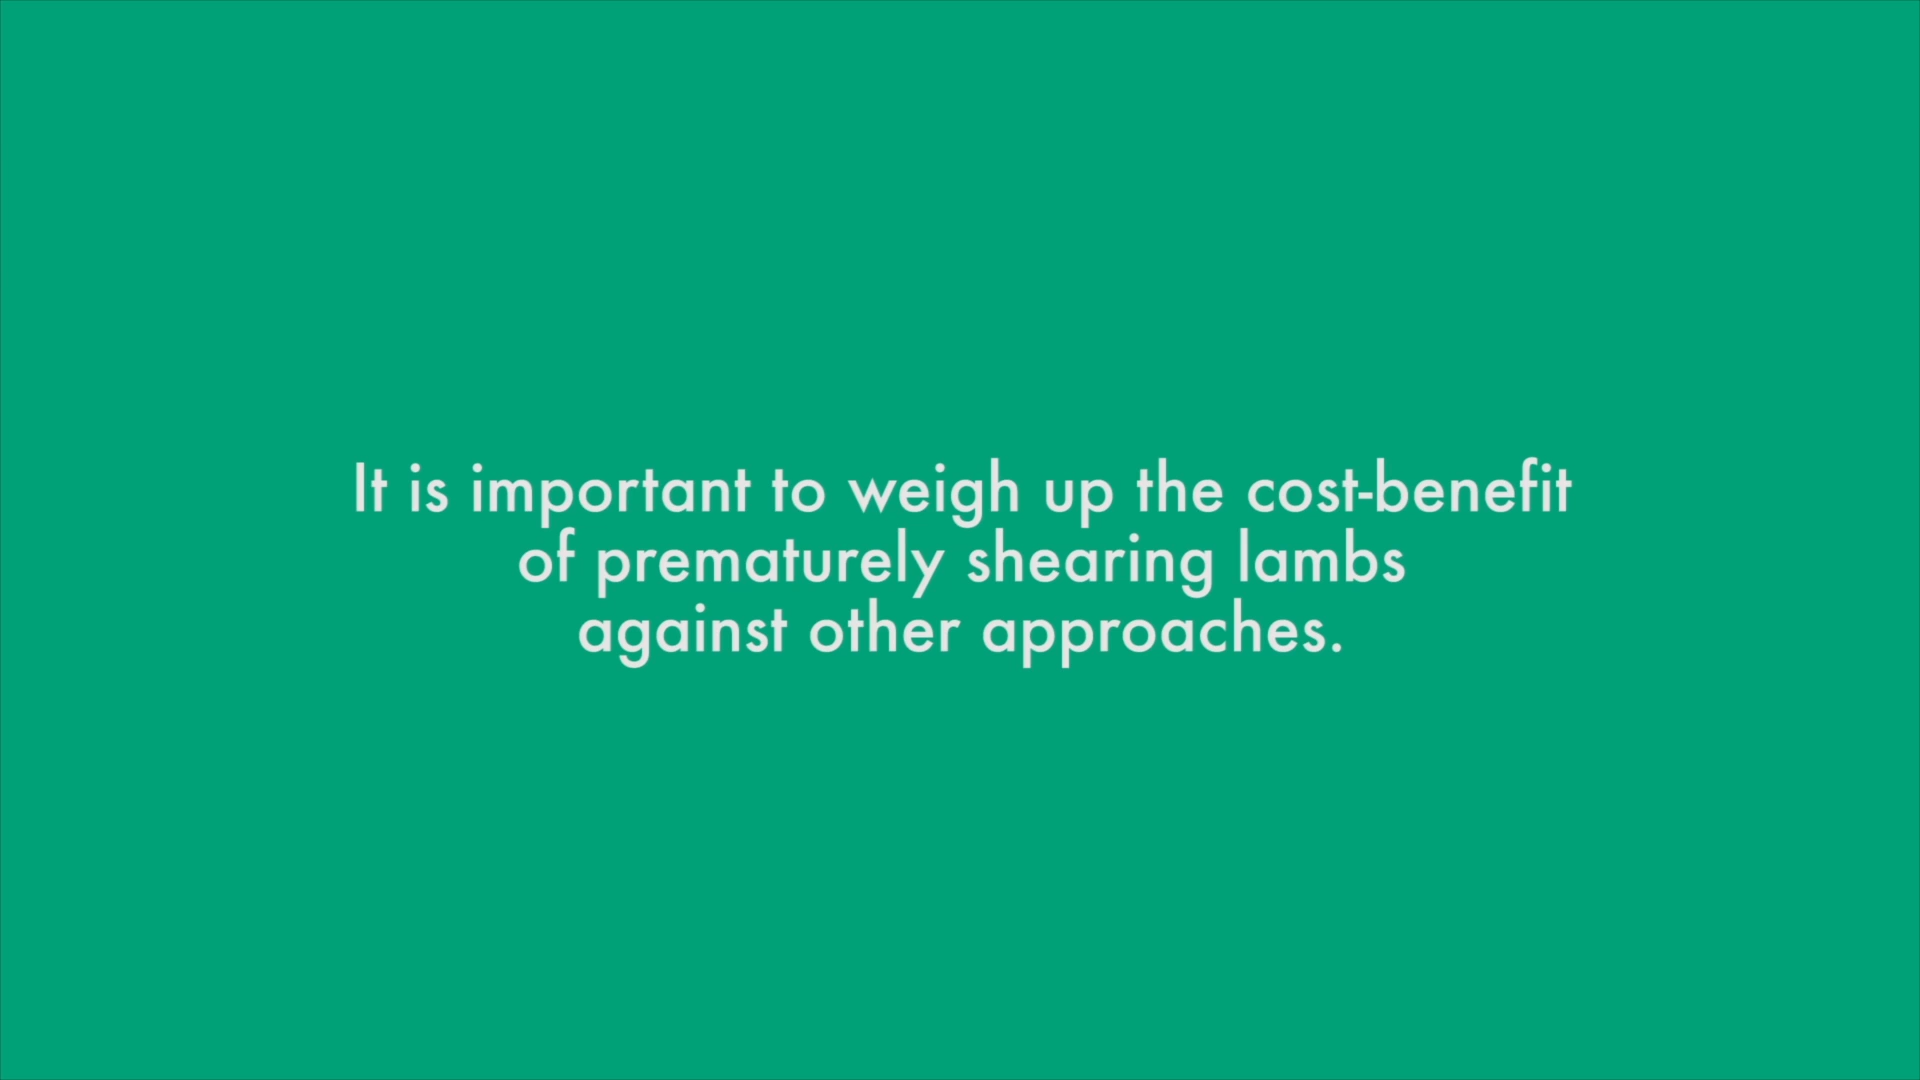 It is important to weigh up the cost-benefit
of prematurely shearing lambs
against other approaches.